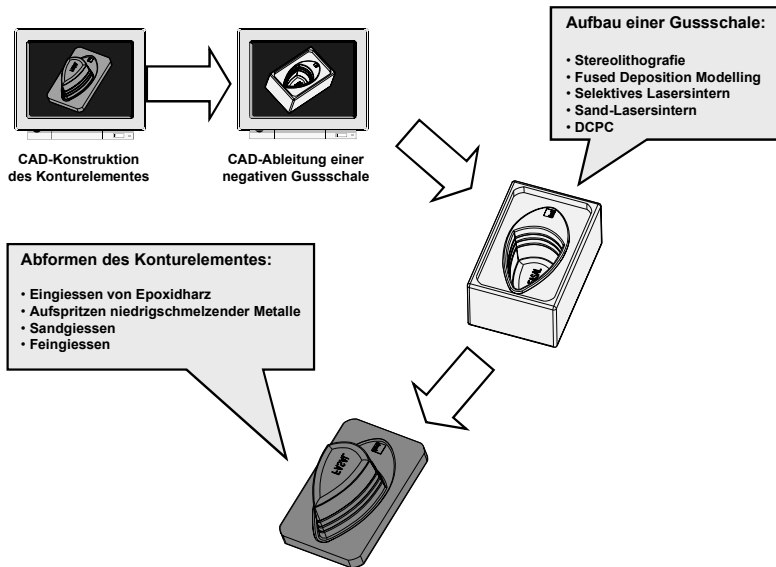 CAD-Konstruktion
des Konturelementes
CAD-Ableitung einer
negativen Gussschale
Aufbau einer Gussschale:
• Stereolithografie
• Fused Deposition Modelling
• Selektives Lasersintern
• Sand-Lasersintern
• DCPC
Abformen des Konturelementes:
• Eingiessen von Epoxidharz
• Aufspritzen niedrigschmelzender Metalle
• Sandgiessen
• Feingiessen